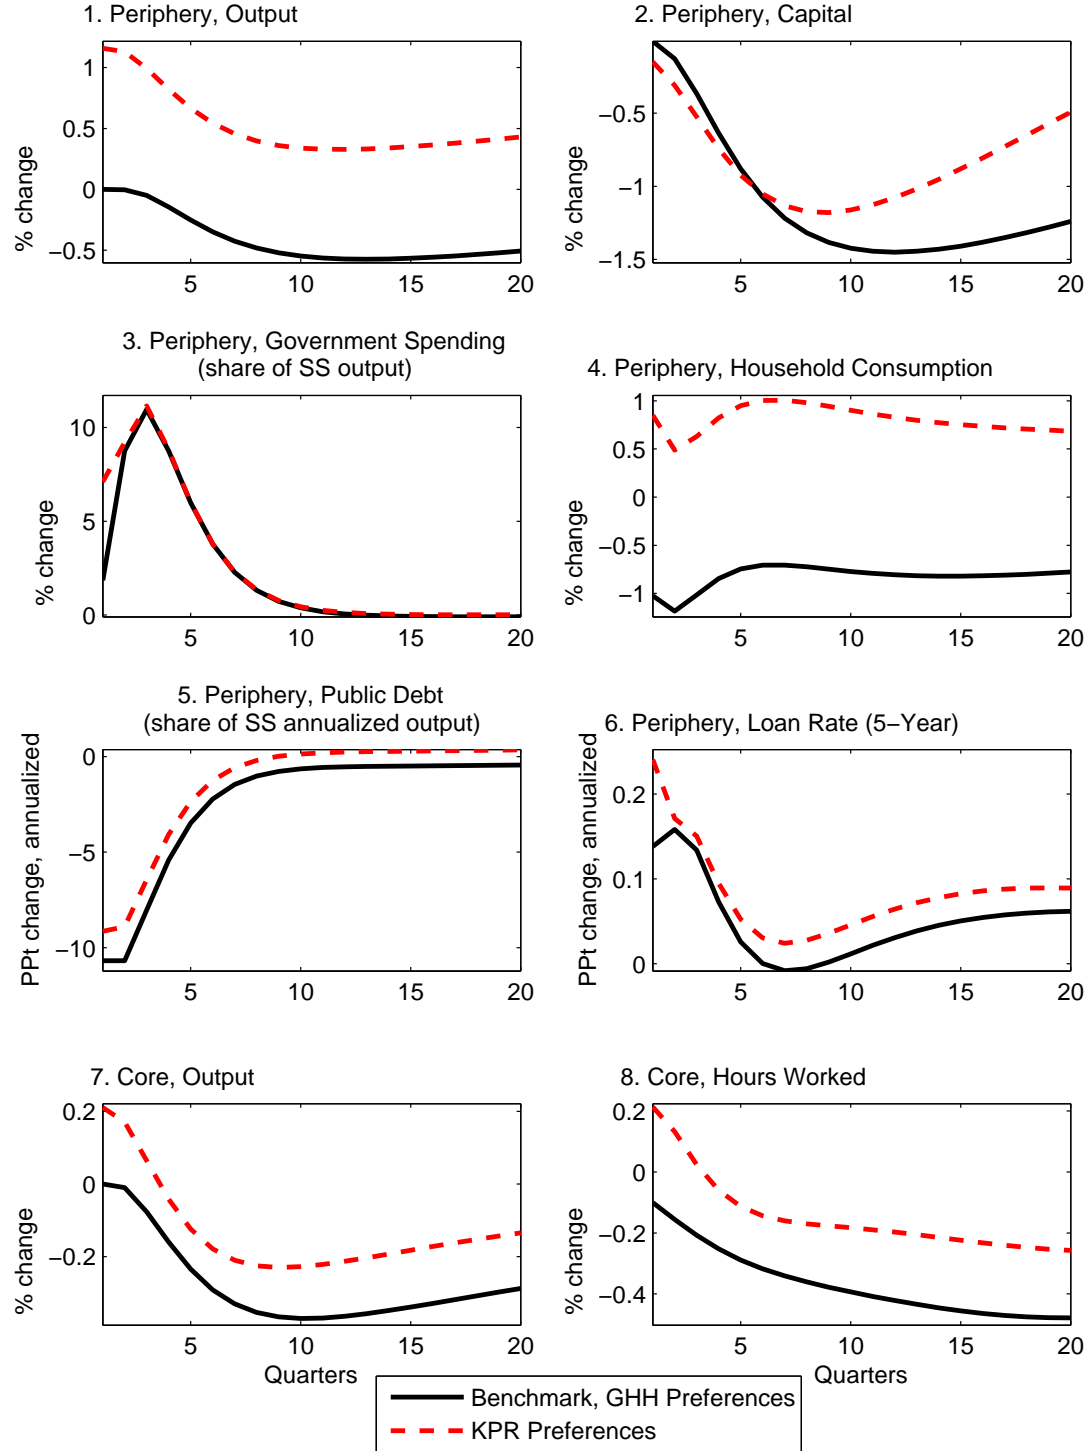 1. Periphery, Output
% change
1
0.5
0
−0.5
5
10
15
20
2. Periphery, Capital
% change
−0.5
−1
−1.5
5
10
15
20
3. Periphery, Government Spending
(share of SS output)
% change
10
5
0
5
10
15
20
4. Periphery, Household Consumption
% change
1
0.5
0
−0.5
−1
5
10
15
20
5. Periphery, Public Debt
(share of SS annualized output)
PPt change, annualized
0
−5
−10
5
10
15
20
6. Periphery, Loan Rate (5−Year)
PPt change, annualized
0.2
0.1
0
5
10
15
20
7. Core, Output
% change
0.2
0
−0.2
5
10
15
20
Quarters
8. Core, Hours Worked
% change
0.2
0
−0.2
−0.4
5
10
15
20
Quarters
Benchmark, GHH Preferences
KPR Preferences